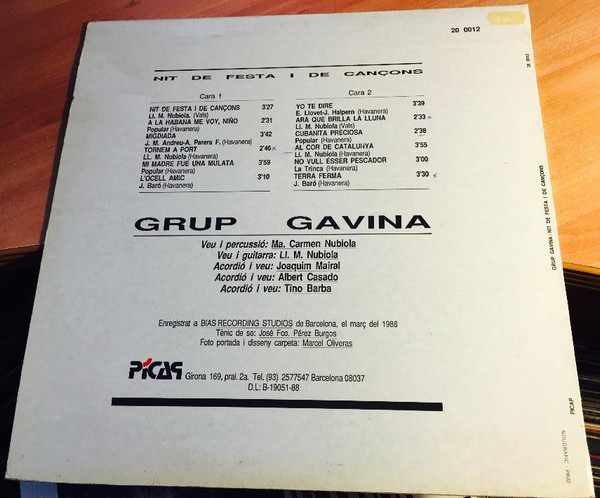 20 0012
NIT DE FESTA I DE CANÇONS
Cara 1
NIT DE FESTA I DE CANÇONS 3'27
Ll. M. Nubiola. (Vals)
A LA HABANA ME VOY, NIÑO 2'31
Popular (Havanera)
MIGDIADA 3'42
J. M. Andreu-A. Parera F. (Havanera)
TORNEM A PORT 2'46
LL. M. Nubiola (Havanera)
MI MADRE FUE UNA MULATA 3'59
Popular (Havanera)
L'OCELL AMIC 3'10
J. Baró (Havanera)
Cara 2
YO TE DIRE 3'39
E. Llovet-J. Halpern (Havanera)
ARA QUE BRILLA LA LLUNA 2'33
Ll. M. Nubiola (Vals)
CUBANITA PRECIOSA 2'38
Popular (Havanera)
AL COR DE CATALUNYA 3'55
Ll. M. Nubiola (Havanera)
NO VULL ESSER PESCADOR 3'00
La Trinca (Havanera)
TERRA FERMA 3'30
J. Baró (Havanera)
GRUP GAVINA
Veu i percussió: Ma. Carmen Nubiola
Veu i guitarra: Ll. M. Nubiola
Acordió i veu: Joaquim Mairal
Acordió i veu: Albert Casado
Acordió i veu: Tino Barba
Enregistrat a BIAS RECORDING STUDIOS de Barcelona, el març del 1988
Tècnic de so: José Fco. Pérez Burgos
Foto portada i disseny carpeta: Marcel Oliveras
PICAP Girona 169, pral. 2a. Tel. (93) 2577547 Barcelona 08037
D.L: B-19051-88
20 0012
GRUP GAVINA NIT DE FESTA I DE CANÇONS
PICAP